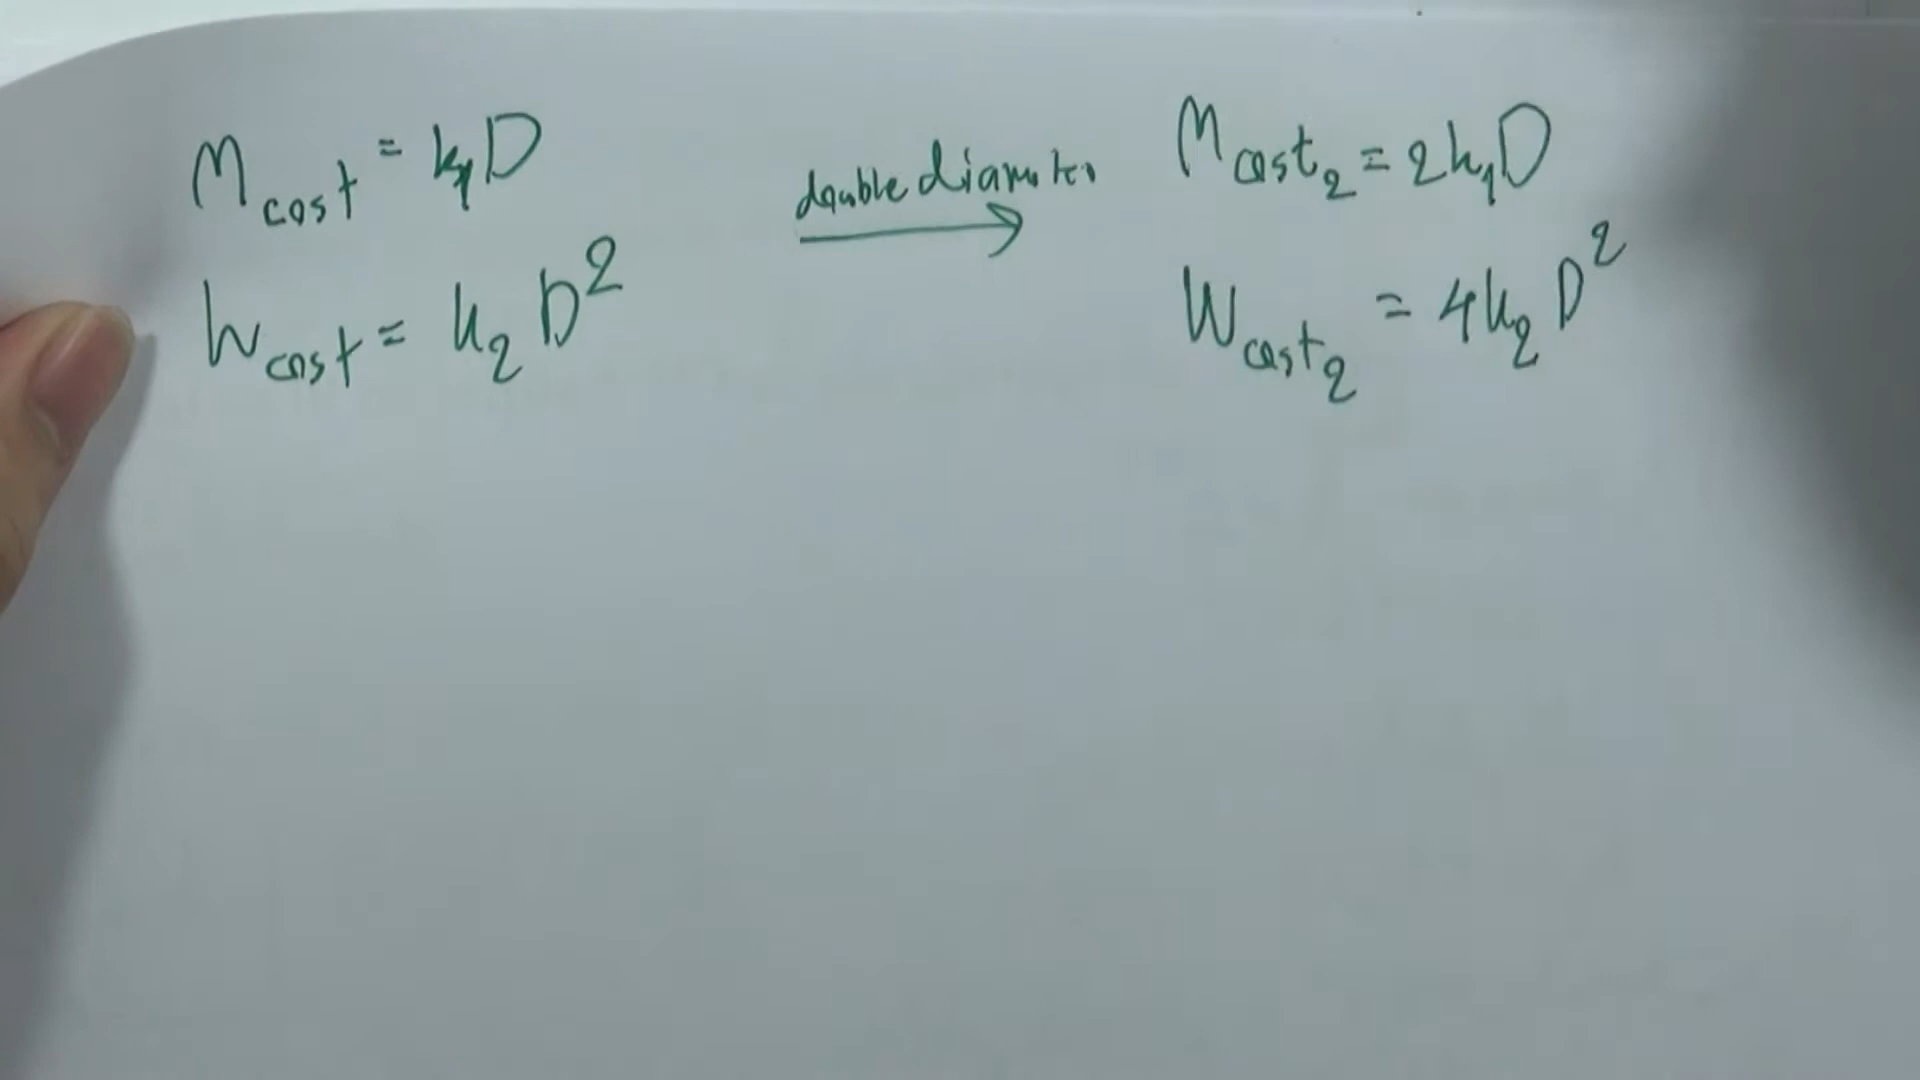 M_cost = k₁D
W_cost = k₂D²
double diameter
M_cost₂ = 2k₁D
W_cost₂ = 4k₂D²